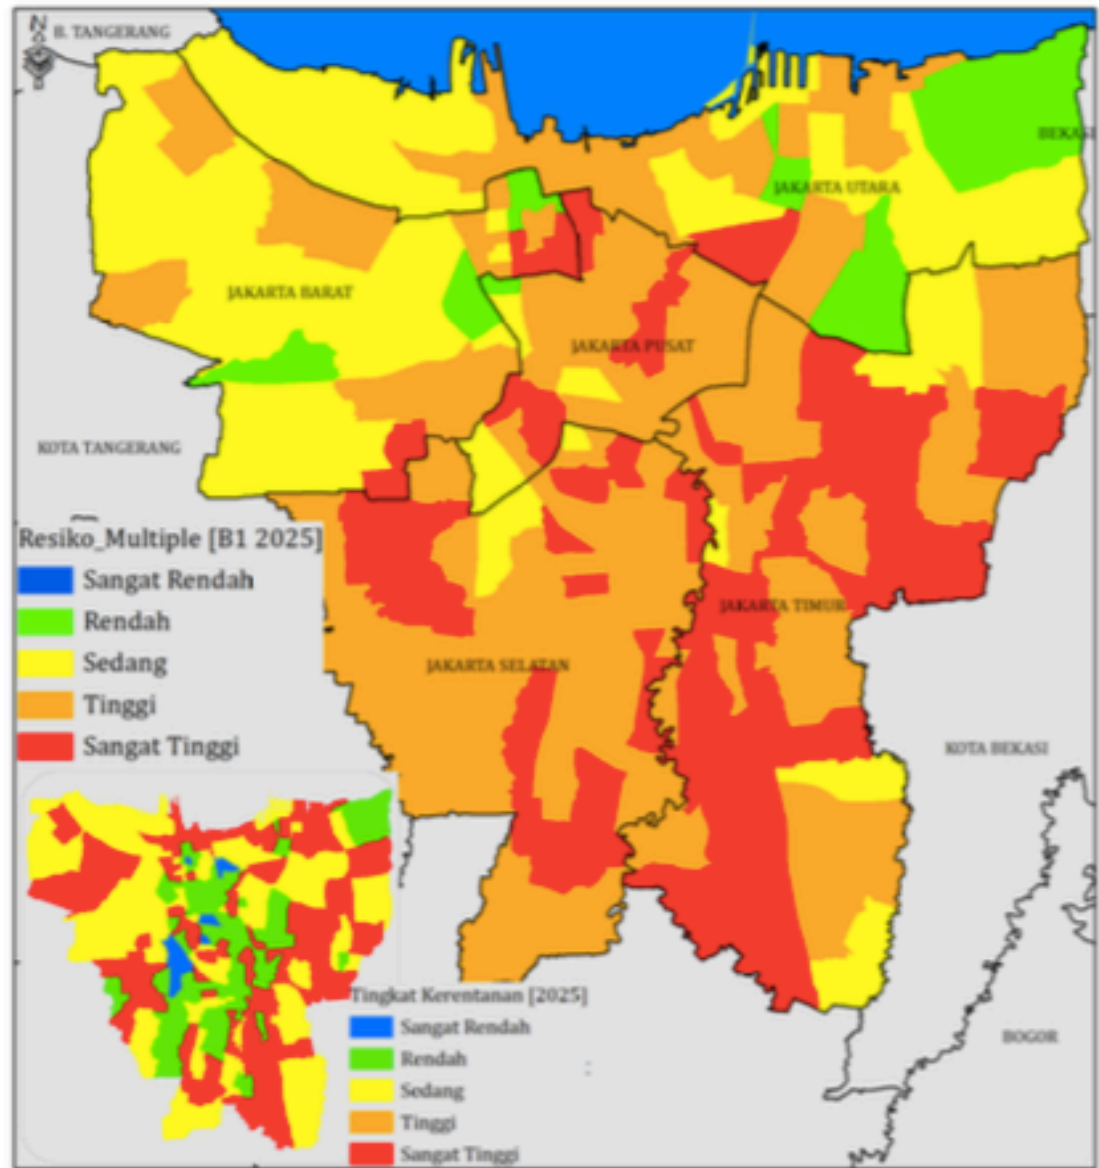 N
B. TANGERANG
BEKASI
JAKARTA UTARA
JAKARTA BARAT
JAKARTA PUSAT
KOTA TANGERANG
Resiko_Multiple [B1 2025]
Sangat Rendah
Rendah
Sedang
Tinggi
Sangat Tinggi
JAKARTA TIMUR
JAKARTA SELATAN
KOTA BEKASI
Tingkat Kerentanan [2025]
Sangat Rendah
Rendah
Sedang
Tinggi
Sangat Tinggi
BOGOR